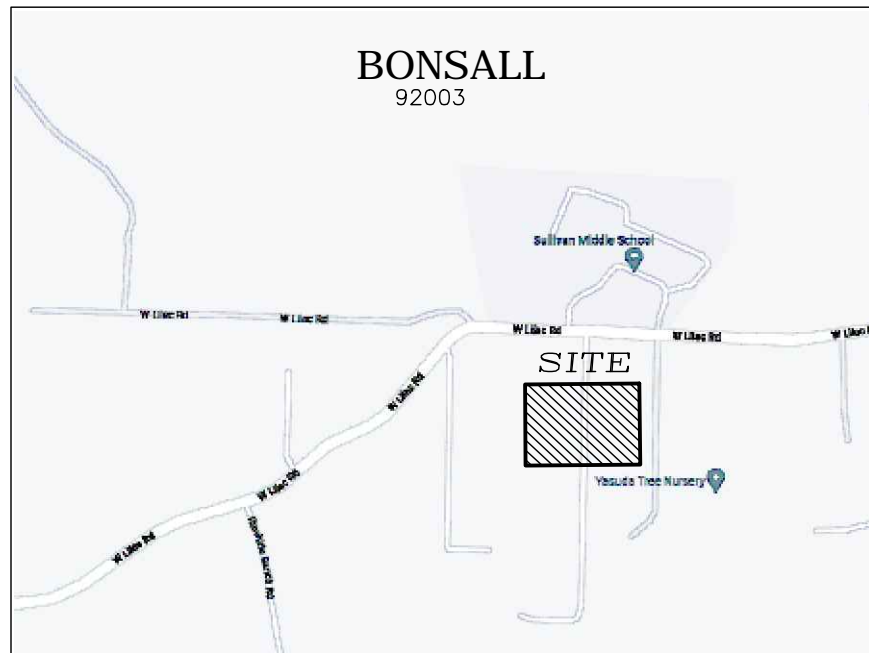 BONSALL
92003
Sullivan Middle School
W Lilac Rd
W Lilac Rd
W Lilac Rd
W Lilac Rd
W Lilac R
SITE
W Lilac Rd
Yasuda Tree Nursery
W Lilac Rd
W Lilac Rd